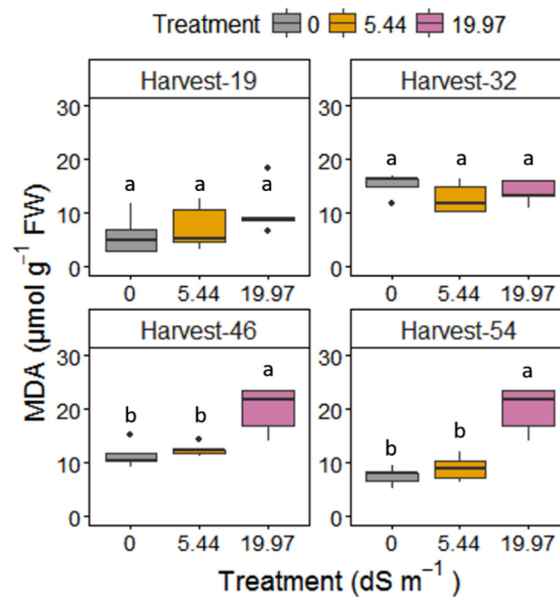 Treatment 0 5.44 19.97
Harvest-19 Harvest-32
30 30
20 20
a a a a a a
10 10
0 0
0 5.44 19.97 0 5.44 19.97
Harvest-46 Harvest-54
30 30
a a
20 20
b b b b
10 10
0 0
0 5.44 19.97 0 5.44 19.97
MDA (μmol g⁻¹ FW)
Treatment (dS m⁻¹)